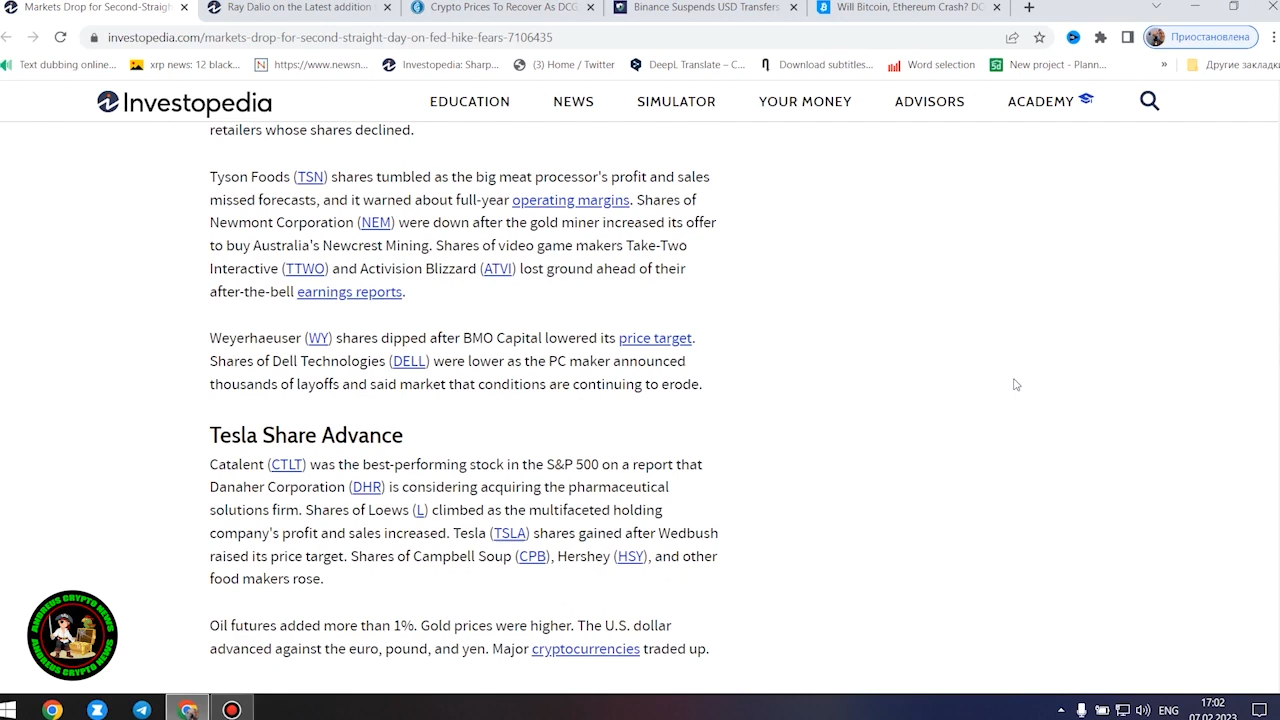 Markets Drop for Second-Straigh
Ray Dalio on the Latest addition
Crypto Prices To Recover As DCG
Binance Suspends USD Transfers
Will Bitcoin, Ethereum Crash? DC
investopedia.com/markets-drop-for-second-straight-day-on-fed-hike-fears-7106435
Приостановлена
Text dubbing online...
xrp news: 12 black...
https://www.newsn...
Investopedia: Sharp...
(3) Home / Twitter
DeepL Translate – C...
Download subtitles...
Word selection
New project - Plann...
»
Другие закладки
Investopedia
EDUCATION
NEWS
SIMULATOR
YOUR MONEY
ADVISORS
ACADEMY
retailers whose shares declined.
Tyson Foods (TSN) shares tumbled as the big meat processor's profit and sales
missed forecasts, and it warned about full-year operating margins. Shares of
Newmont Corporation (NEM) were down after the gold miner increased its offer
to buy Australia's Newcrest Mining. Shares of video game makers Take-Two
Interactive (TTWO) and Activision Blizzard (ATVI) lost ground ahead of their
after-the-bell earnings reports.
Weyerhaeuser (WY) shares dipped after BMO Capital lowered its price target.
Shares of Dell Technologies (DELL) were lower as the PC maker announced
thousands of layoffs and said market that conditions are continuing to erode.
Tesla Share Advance
Catalent (CTLT) was the best-performing stock in the S&P 500 on a report that
Danaher Corporation (DHR) is considering acquiring the pharmaceutical
solutions firm. Shares of Loews (L) climbed as the multifaceted holding
company's profit and sales increased. Tesla (TSLA) shares gained after Wedbush
raised its price target. Shares of Campbell Soup (CPB), Hershey (HSY), and other
food makers rose.
Oil futures added more than 1%. Gold prices were higher. The U.S. dollar
advanced against the euro, pound, and yen. Major cryptocurrencies traded up.
ANDREUS CRYPTO NEWS
ANDREUS CRYPTO NEWS
ENG
17:02
07.02.2023